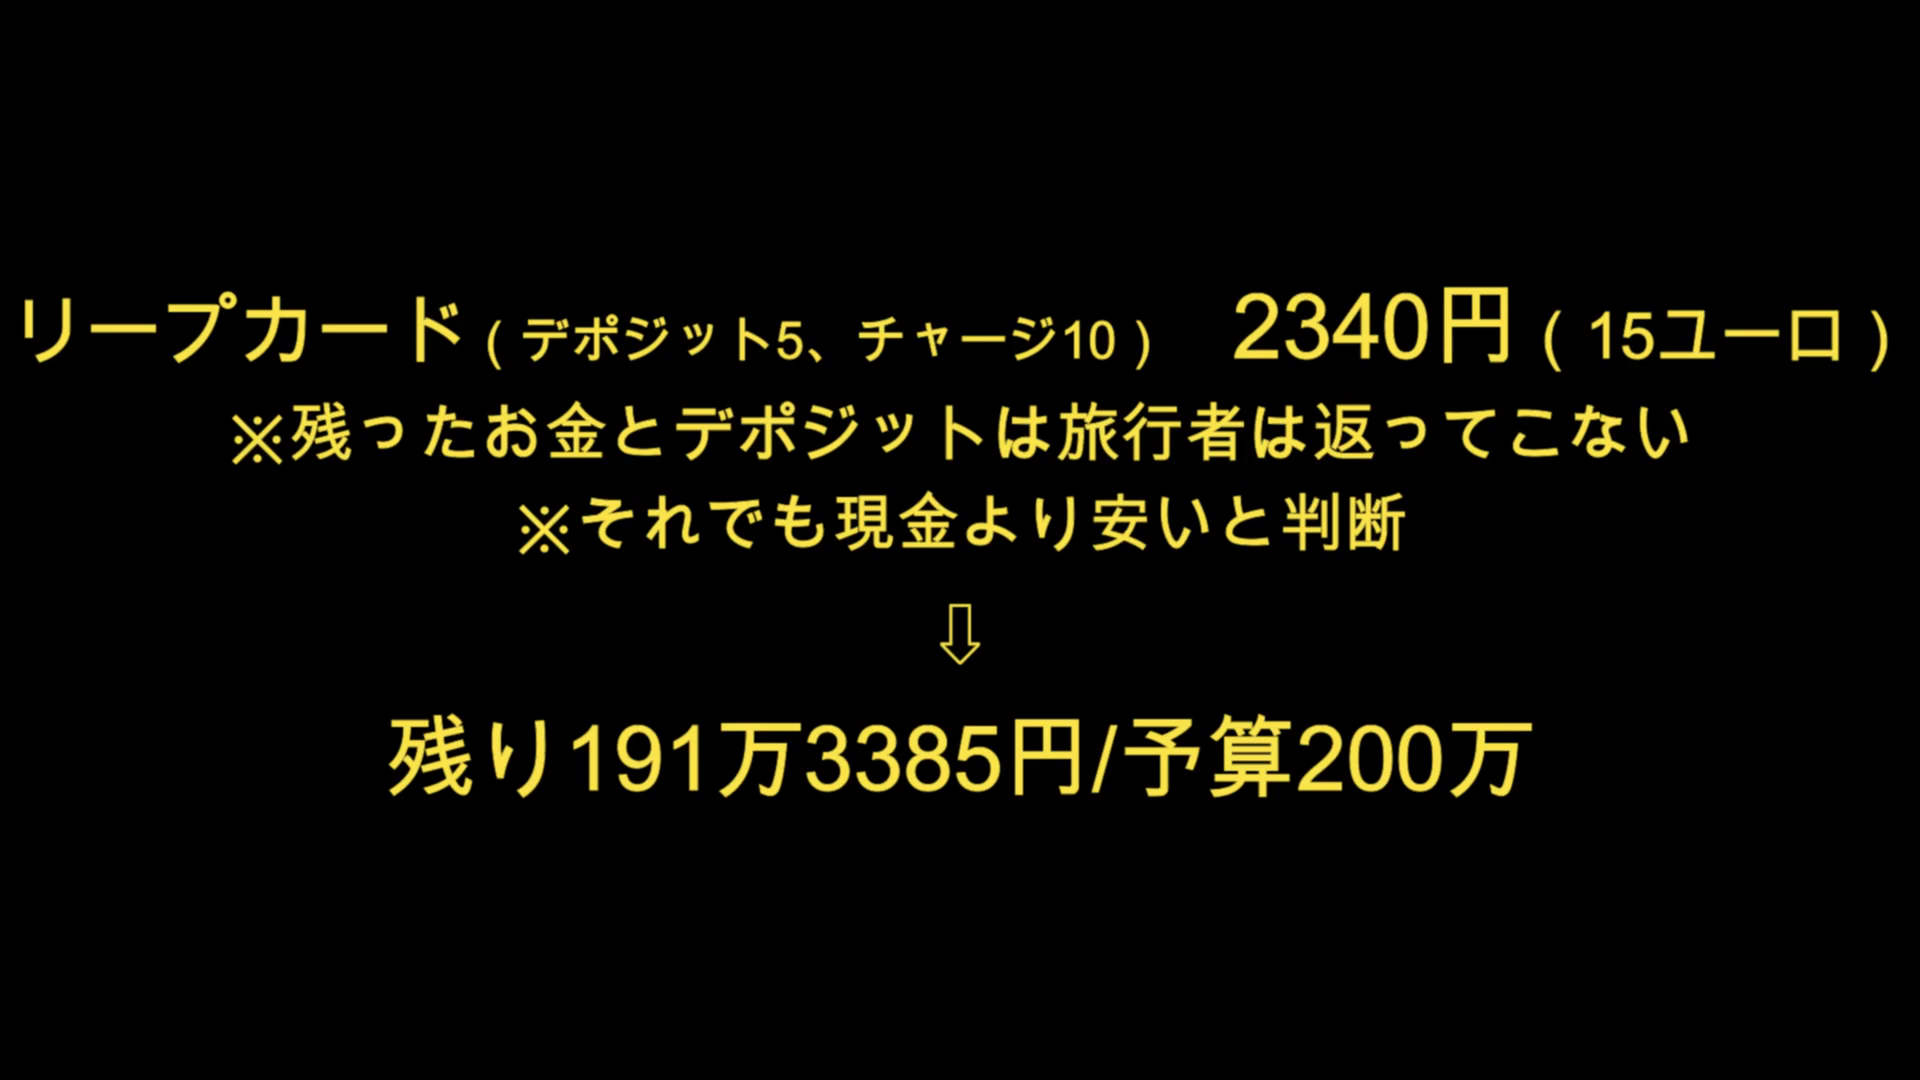 リープカード(デポジット5、チャージ10) 2340円(15ユーロ)
※残ったお金とデポジットは旅行者は返ってこない
※それでも現金より安いと判断
⇩
残り191万3385円/予算200万